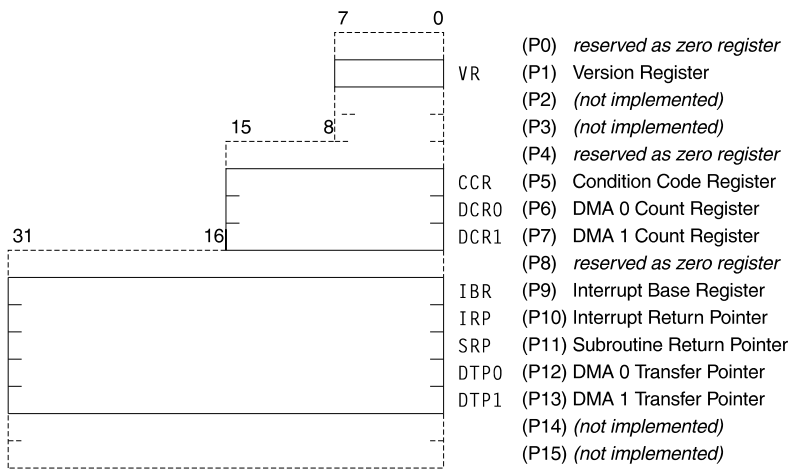 7 0
(P0) reserved as zero register
VR (P1) Version Register
(P2) (not implemented)
15 8 (P3) (not implemented)
(P4) reserved as zero register
CCR (P5) Condition Code Register
DCR0 (P6) DMA 0 Count Register
31 16 DCR1 (P7) DMA 1 Count Register
(P8) reserved as zero register
IBR (P9) Interrupt Base Register
IRP (P10) Interrupt Return Pointer
SRP (P11) Subroutine Return Pointer
DTP0 (P12) DMA 0 Transfer Pointer
DTP1 (P13) DMA 1 Transfer Pointer
(P14) (not implemented)
(P15) (not implemented)